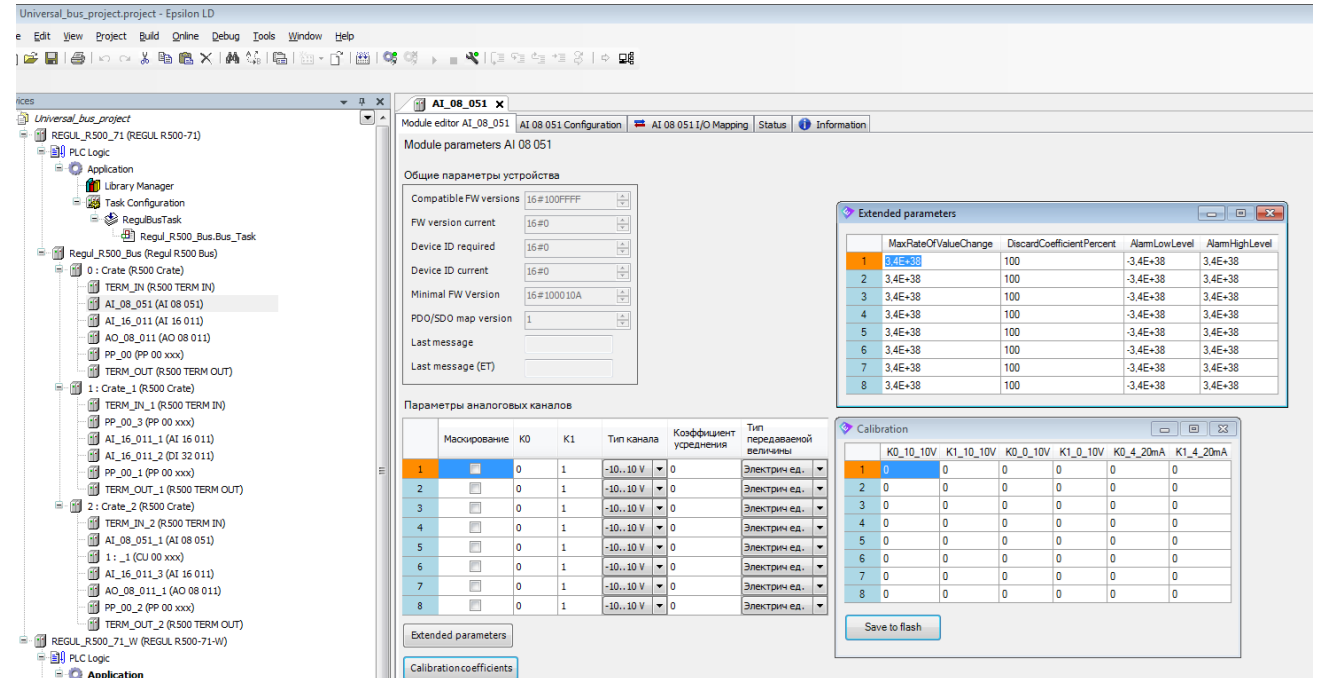 Universal_bus_project.project - Epsilon LD
e Edit View Project Build Online Debug Tools Window Help
ices
Universal_bus_project
REGUL_R500_71 (REGUL R500-71)
PLC Logic
Application
Library Manager
Task Configuration
RegulBusTask
Regul_R500_Bus.Bus_Task
Regul_R500_Bus (Regul R500 Bus)
0 : Crate (R500 Crate)
TERM_IN (R500 TERM IN)
AI_08_051 (AI 08 051)
AI_16_011 (AI 16 011)
AO_08_011 (AO 08 011)
PP_00 (PP 00 xxx)
TERM_OUT (R500 TERM OUT)
1 : Crate_1 (R500 Crate)
TERM_IN_1 (R500 TERM IN)
PP_00_3 (PP 00 xxx)
AI_16_011_1 (AI 16 011)
AI_16_011_2 (DI 32 011)
PP_00_1 (PP 00 xxx)
TERM_OUT_1 (R500 TERM OUT)
2 : Crate_2 (R500 Crate)
TERM_IN_2 (R500 TERM IN)
AI_08_051_1 (AI 08 051)
1 : _1 (CU 00 xxx)
AI_16_011_3 (AI 16 011)
AO_08_011_1 (AO 08 011)
PP_00_2 (PP 00 xxx)
TERM_OUT_2 (R500 TERM OUT)
REGUL_R500_71_W (REGUL R500-71-W)
PLC Logic
Application
AI_08_051
Module editor AI_08_051 AI 08 051 Configuration AI 08 051 I/O Mapping Status Information
Module parameters AI 08 051
Общие параметры устройства
Compatible FW versions 16#100FFFF
FW version current 16#0
Device ID required 16#0
Device ID current 16#0
Minimal FW Version 16#100010A
PDO/SDO map version 1
Last message
Last message (ET)
Параметры аналоговых каналов
Маскирование K0 K1 Тип канала Коэффициент усреднения Тип передаваемой величины
1 0 1 -10..10 V 0 Электрич ед.
2 0 1 -10..10 V 0 Электрич ед.
3 0 1 -10..10 V 0 Электрич ед.
4 0 1 -10..10 V 0 Электрич ед.
5 0 1 -10..10 V 0 Электрич ед.
6 0 1 -10..10 V 0 Электрич ед.
7 0 1 -10..10 V 0 Электрич ед.
8 0 1 -10..10 V 0 Электрич ед.
Extended parameters
Calibration coefficients
Extended parameters
MaxRateOfValueChange DiscardCoefficientPercent AlarmLowLevel AlarmHighLevel
1 3,4E+38 100 -3,4E+38 3,4E+38
2 3,4E+38 100 -3,4E+38 3,4E+38
3 3,4E+38 100 -3,4E+38 3,4E+38
4 3,4E+38 100 -3,4E+38 3,4E+38
5 3,4E+38 100 -3,4E+38 3,4E+38
6 3,4E+38 100 -3,4E+38 3,4E+38
7 3,4E+38 100 -3,4E+38 3,4E+38
8 3,4E+38 100 -3,4E+38 3,4E+38
Calibration
K0_10_10V K1_10_10V K0_0_10V K1_0_10V K0_4_20mA K1_4_20mA
1 0 0 0 0 0 0
2 0 0 0 0 0 0
3 0 0 0 0 0 0
4 0 0 0 0 0 0
5 0 0 0 0 0 0
6 0 0 0 0 0 0
7 0 0 0 0 0 0
8 0 0 0 0 0 0
Save to flash